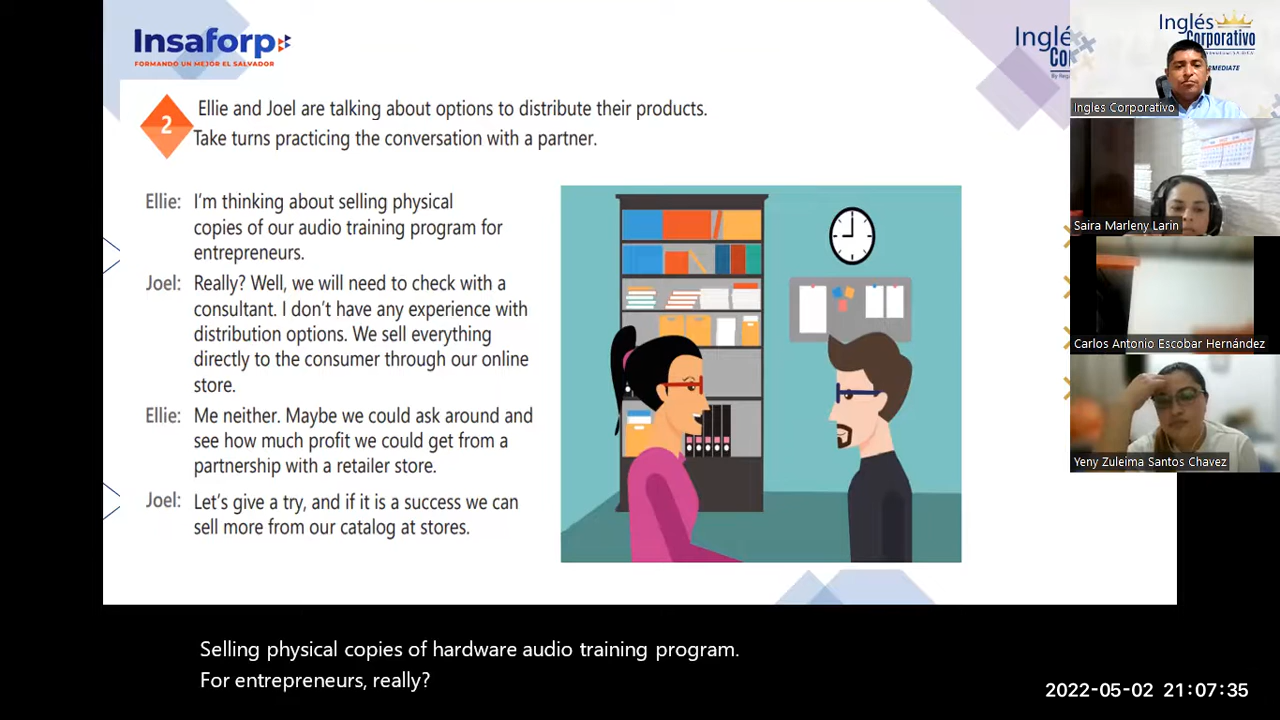 Insaforp
FORMANDO UN MEJOR EL SALVADOR
2
Ellie and Joel are talking about options to distribute their products.
Take turns practicing the conversation with a partner.
Ellie: I'm thinking about selling physical
copies of our audio training program for
entrepreneurs.
Joel: Really? Well, we will need to check with a
consultant. I don't have any experience with
distribution options. We sell everything
directly to the consumer through our online
store.
Ellie: Me neither. Maybe we could ask around and
see how much profit we could get from a
partnership with a retailer store.
Joel: Let's give a try, and if it is a success we can
sell more from our catalog at stores.
Inglés
Corporativo
Ingles Corporativo
Saira Marleny Larin
Carlos Antonio Escobar Hernández
Yeny Zuleima Santos Chavez
Selling physical copies of hardware audio training program.
For entrepreneurs, really?
2022-05-02 21:07:35